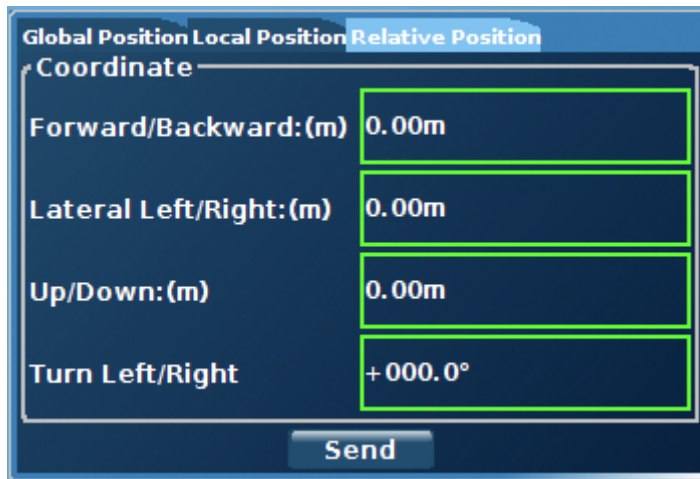 Global Position Local Position Relative Position
Coordinate
Forward/Backward:(m) 0.00m
Lateral Left/Right:(m) 0.00m
Up/Down:(m) 0.00m
Turn Left/Right +000.0°
Send